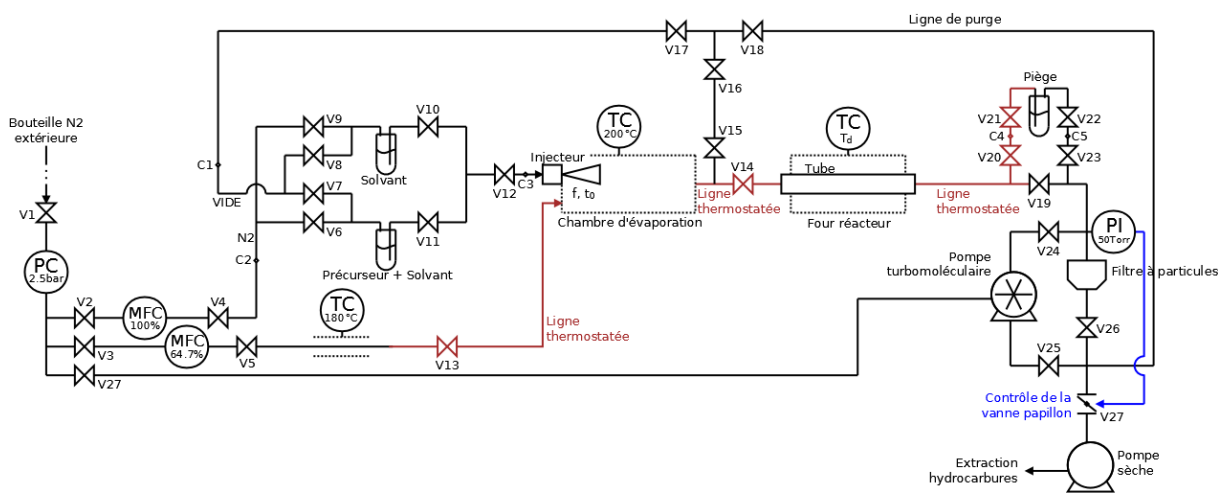 Ligne de purge
V17
V18
Bouteille N2
extérieure
V9
V10
V16
Piège
V21
V22
C4
C5
TC
200°C
TC
Td
V15
V8
Injecteur
C1
Solvant
V20
V23
V14
Tube
V7
V12
C3
f, t0
VIDE
Ligne
thermostatée
Ligne
thermostatée
V19
V1
V6
V11
Chambre d'évaporation
Four réacteur
N2
PI
50Torr
C2
V24
PC
2.5bar
Précurseur + Solvant
Pompe
turbomoléculaire
Filtre à particules
V2
MFC
100%
V4
TC
180°C
Ligne
thermostatée
V26
MFC
64.7%
V3
V5
V13
V25
V27
Contrôle de la
vanne papillon
V27
Extraction
hydrocarbures
Pompe
sèche